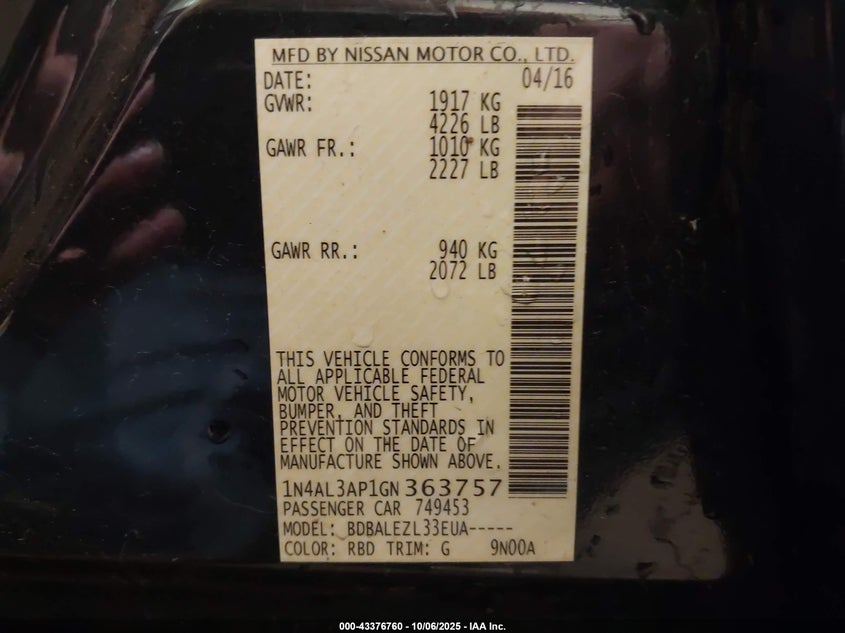 MFD BY NISSAN MOTOR CO., LTD.
DATE: 04/16
GVWR: 1917 KG
4226 LB
GAWR FR.: 1010 KG
2227 LB
GAWR RR.: 940 KG
2072 LB
THIS VEHICLE CONFORMS TO
ALL APPLICABLE FEDERAL
MOTOR VEHICLE SAFETY,
BUMPER, AND THEFT
PREVENTION STANDARDS IN
EFFECT ON THE DATE OF
MANUFACTURE SHOWN ABOVE.
1N4AL3AP1GN363757
PASSENGER CAR 749453
MODEL: BDBALEZL33EUA-----
COLOR: RBD TRIM: G 9N00A
000-43376760 - 10/06/2025 - IAA Inc.